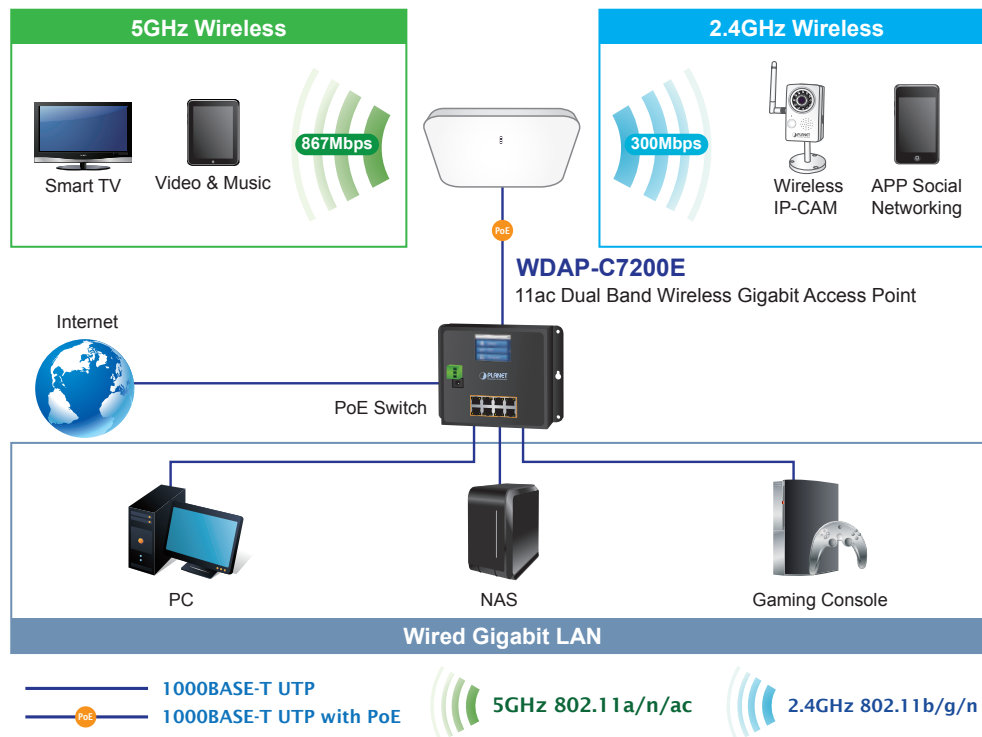 5GHz Wireless
2.4GHz Wireless
867Mbps
300Mbps
PLANET
Smart TV
Video & Music
Wireless
IP-CAM
APP Social
Networking
PoE
WDAP-C7200E
11ac Dual Band Wireless Gigabit Access Point
Internet
PLANET
PoE Switch
PC
NAS
Gaming Console
Wired Gigabit LAN
1000BASE-T UTP
PoE
1000BASE-T UTP with PoE
5GHz 802.11a/n/ac
2.4GHz 802.11b/g/n